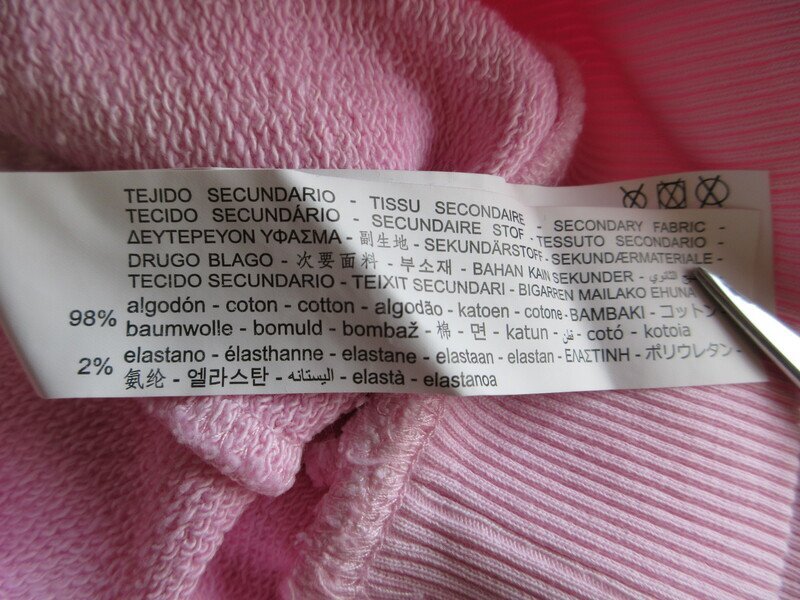 TEJIDO SECUNDARIO - TISSU SECONDAIRE - SECONDARY FABRIC -
TECIDO SECUNDÁRIO - SECUNDAIRE STOF - TESSUTO SECONDARIO -
ΔΕΥΤΕΡΕΥΟΝ ΥΦΑΣΜΑ - 副生地 - SEKUNDÄRSTOFF - SEKUNDÆRMATERIALE -
DRUGO BLAGO - 次要面料 - 부소재 - BAHAN KAIN SEKUNDER -
TECIDO SECUNDARIO - TEIXIT SECUNDARI - BIGARREN MAILAKO EHUNA
98% algodón - coton - cotton - algodão - katoen - cotone - BAMBAKI - コットン -
baumwolle - bomuld - bombaž - 棉 - 면 - katun - قطن - cotó - kotoia
2% elastano - élasthanne - elastane - elastaan - elastan - ΕΛΑΣΤΙΝΗ - ポリウレタン -
氨纶 - 엘라스탄 - اليستانه - elastà - elastanoa